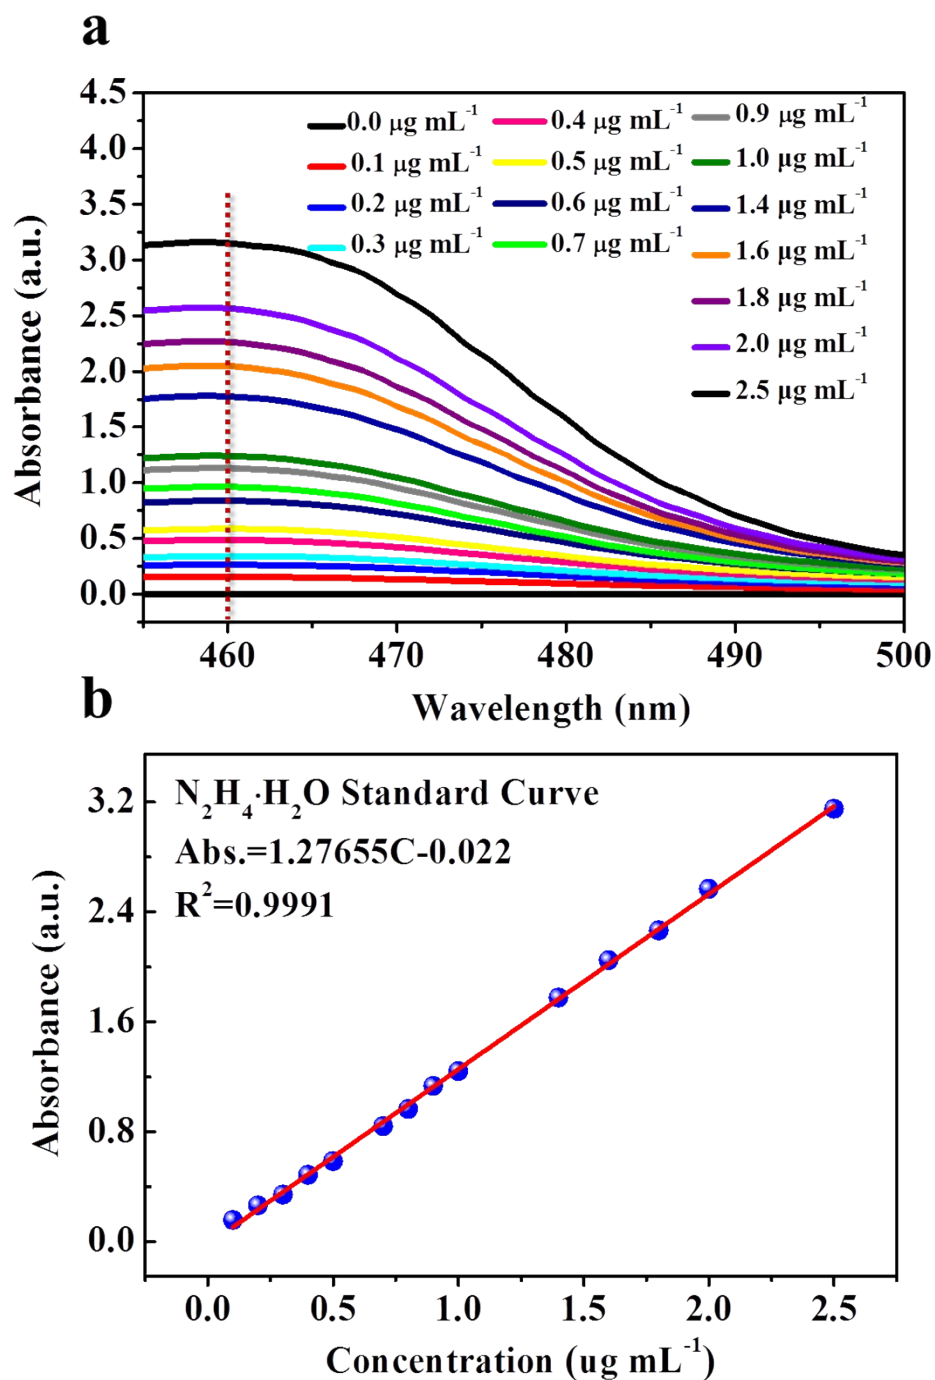 a
4.5
4.0
3.5
3.0
2.5
2.0
1.5
1.0
0.5
0.0
Absorbance (a.u.)
0.0 μg mL⁻¹
0.1 μg mL⁻¹
0.2 μg mL⁻¹
0.3 μg mL⁻¹
0.4 μg mL⁻¹
0.5 μg mL⁻¹
0.6 μg mL⁻¹
0.7 μg mL⁻¹
0.9 μg mL⁻¹
1.0 μg mL⁻¹
1.4 μg mL⁻¹
1.6 μg mL⁻¹
1.8 μg mL⁻¹
2.0 μg mL⁻¹
2.5 μg mL⁻¹
460 470 480 490 500
Wavelength (nm)
b
N₂H₄·H₂O Standard Curve
Abs.=1.27655C-0.022
R²=0.9991
3.2
2.4
1.6
0.8
0.0
Absorbance (a.u.)
0.0 0.5 1.0 1.5 2.0 2.5
Concentration (ug mL⁻¹)